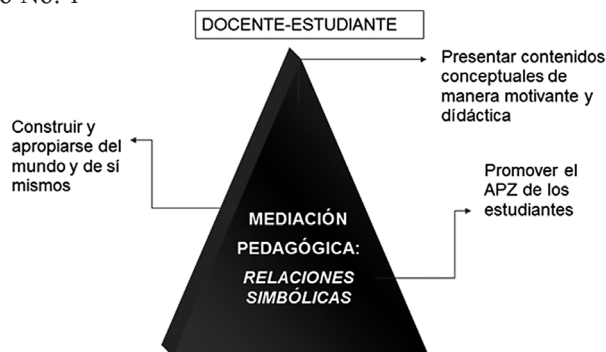 DOCENTE-ESTUDIANTE
Presentar contenidos
conceptuales de
manera motivante y
dídáctica
Construir y
apropiarse del
mundo y de sí
mismos
Promover el
APZ de los
estudiantes
MEDIACIÓN
PEDAGÓGICA:
RELACIONES
SIMBÓLICAS